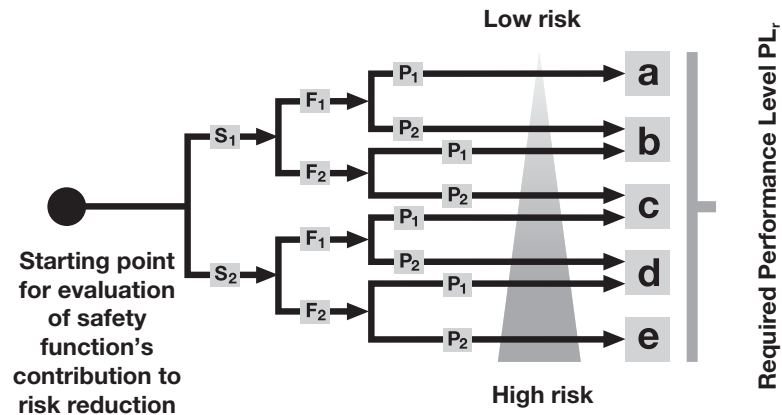 Low risk
P1
a
F1
P2
b
S1
P1
F2
P2
c
P1
F1
Starting point
for evaluation
of safety
function's
contribution to
risk reduction
S2
P2
d
P1
F2
P2
e
High risk
Required Performance Level PLr